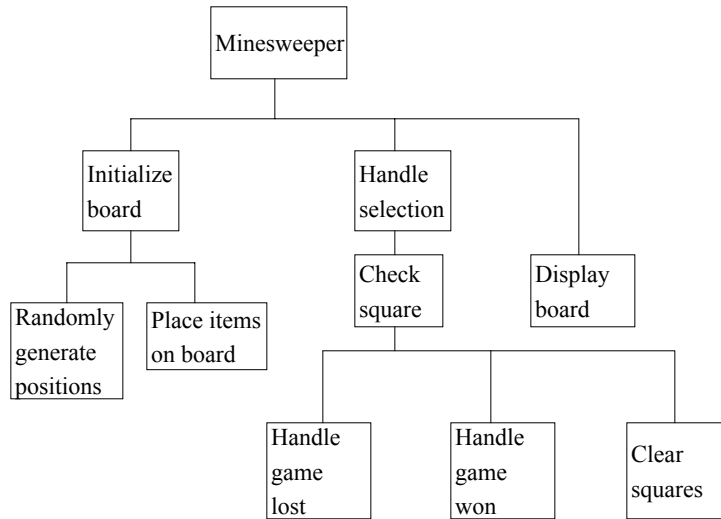 Minesweeper
Initialize
board
Handle
selection
Check
square
Display
board
Randomly
generate
positions
Place items
on board
Handle
game
lost
Handle
game
won
Clear
squares